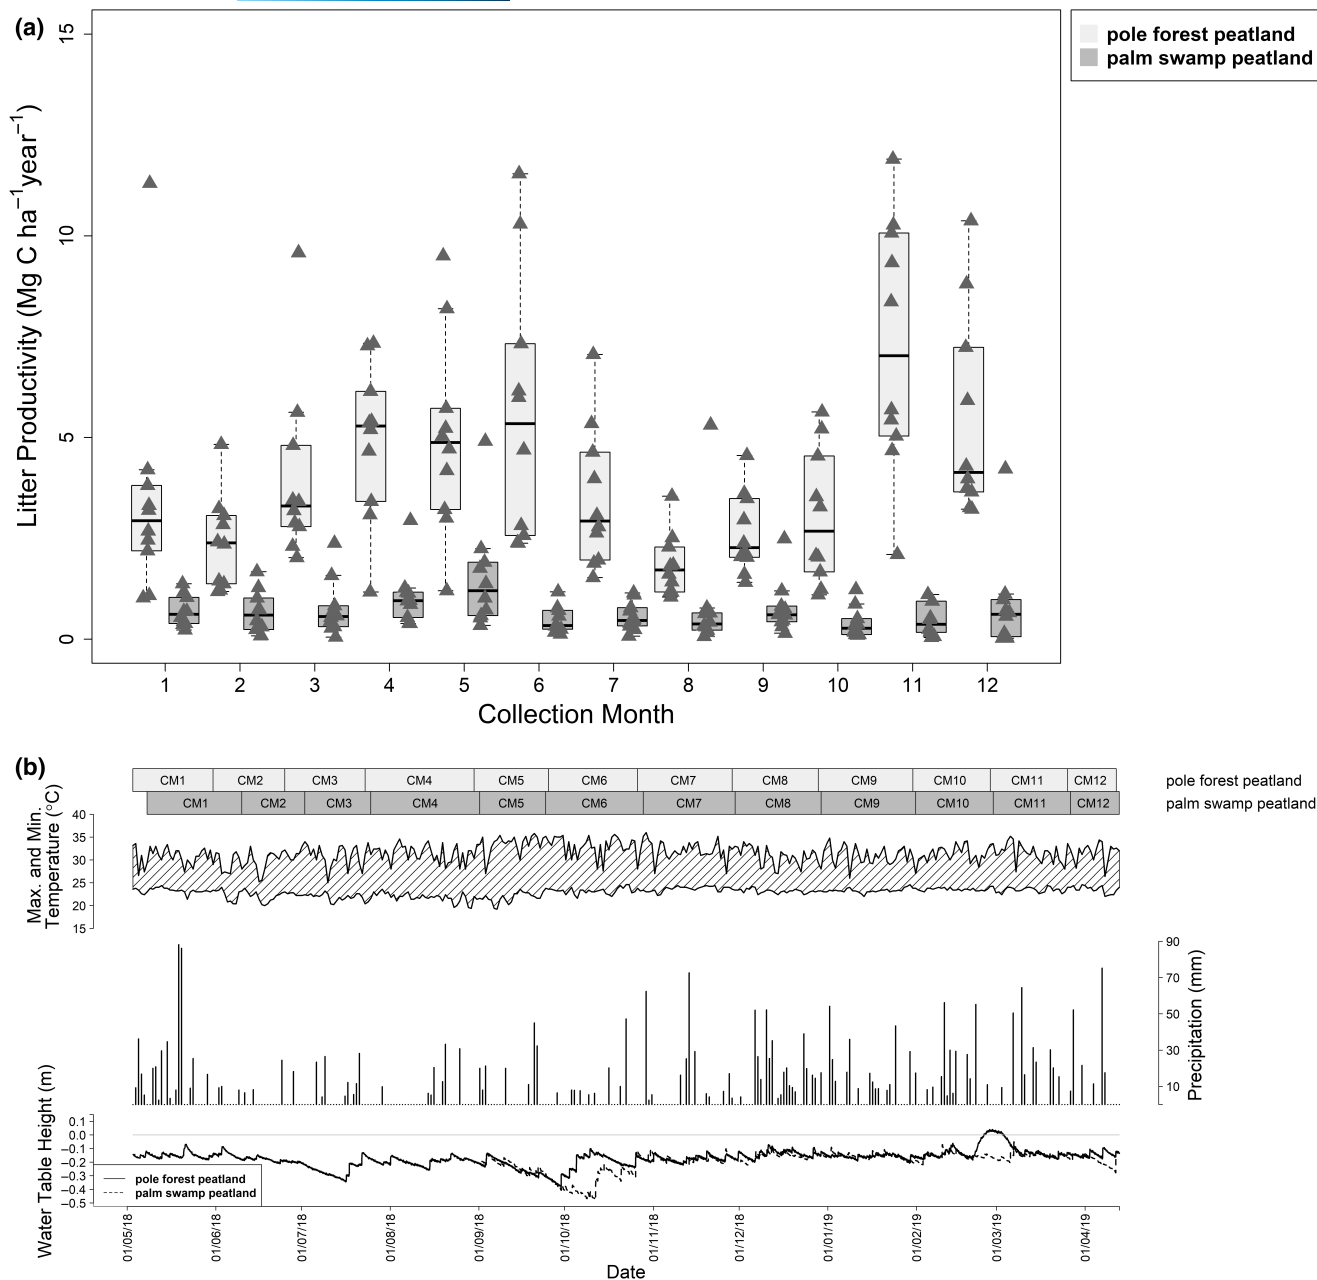 (a)
pole forest peatland
palm swamp peatland
Litter Productivity (Mg C ha⁻¹year⁻¹)
15
10
5
0
1 2 3 4 5 6 7 8 9 10 11 12
Collection Month
(b)
CM1 CM2 CM3 CM4 CM5 CM6 CM7 CM8 CM9 CM10 CM11 CM12 pole forest peatland
CM1 CM2 CM3 CM4 CM5 CM6 CM7 CM8 CM9 CM10 CM11 CM12 palm swamp peatland
Max. and Min.
Temperature (°C)
40
35
30
25
20
15
90
70
50
30
10
Precipitation (mm)
Water Table Height (m)
0.1
0.0
−0.1
−0.2
−0.3
−0.4
−0.5
pole forest peatland
palm swamp peatland
01/05/18 01/06/18 01/07/18 01/08/18 01/09/18 01/10/18 01/11/18 01/12/18 01/01/19 01/02/19 01/03/19 01/04/19
Date